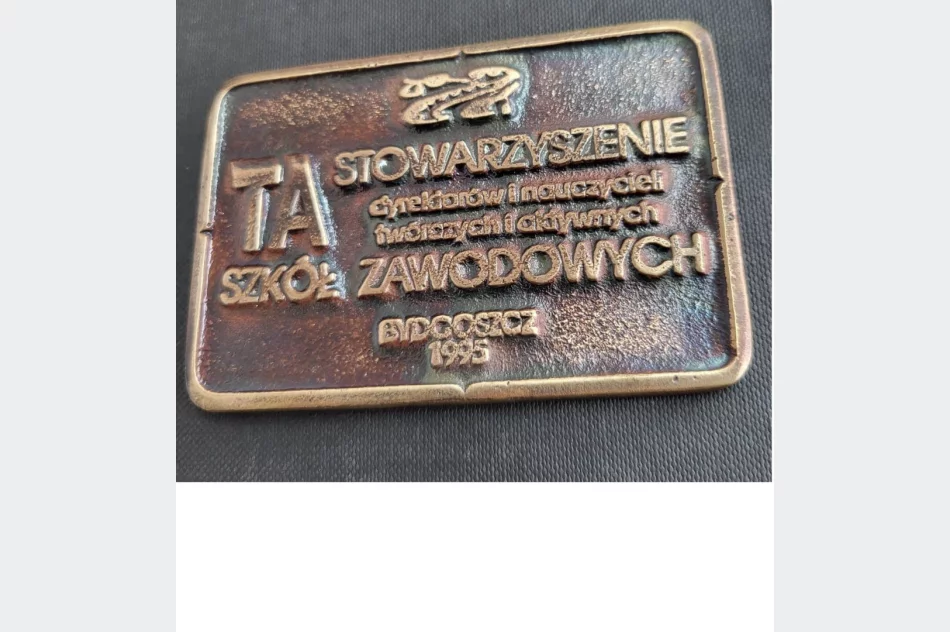 STOWARZYSZENIE
TA
dyrektorów i nauczycieli
twórczych i aktywnych
SZKÓŁ ZAWODOWYCH
BYDGOSZCZ
1995